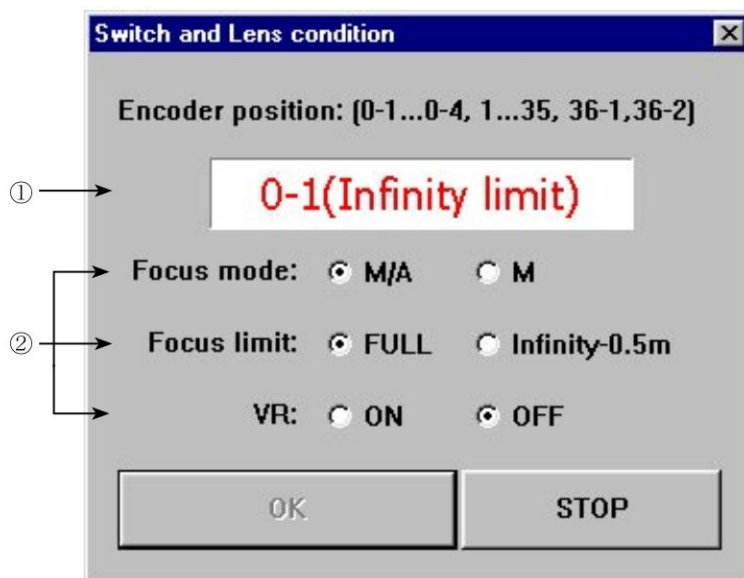 Switch and Lens condition
Encoder position: (0-1...0-4, 1...35, 36-1,36-2)
① 0-1(Infinity limit)
Focus mode: M/A M
② Focus limit: FULL Infinity-0.5m
VR: ON OFF
OK STOP